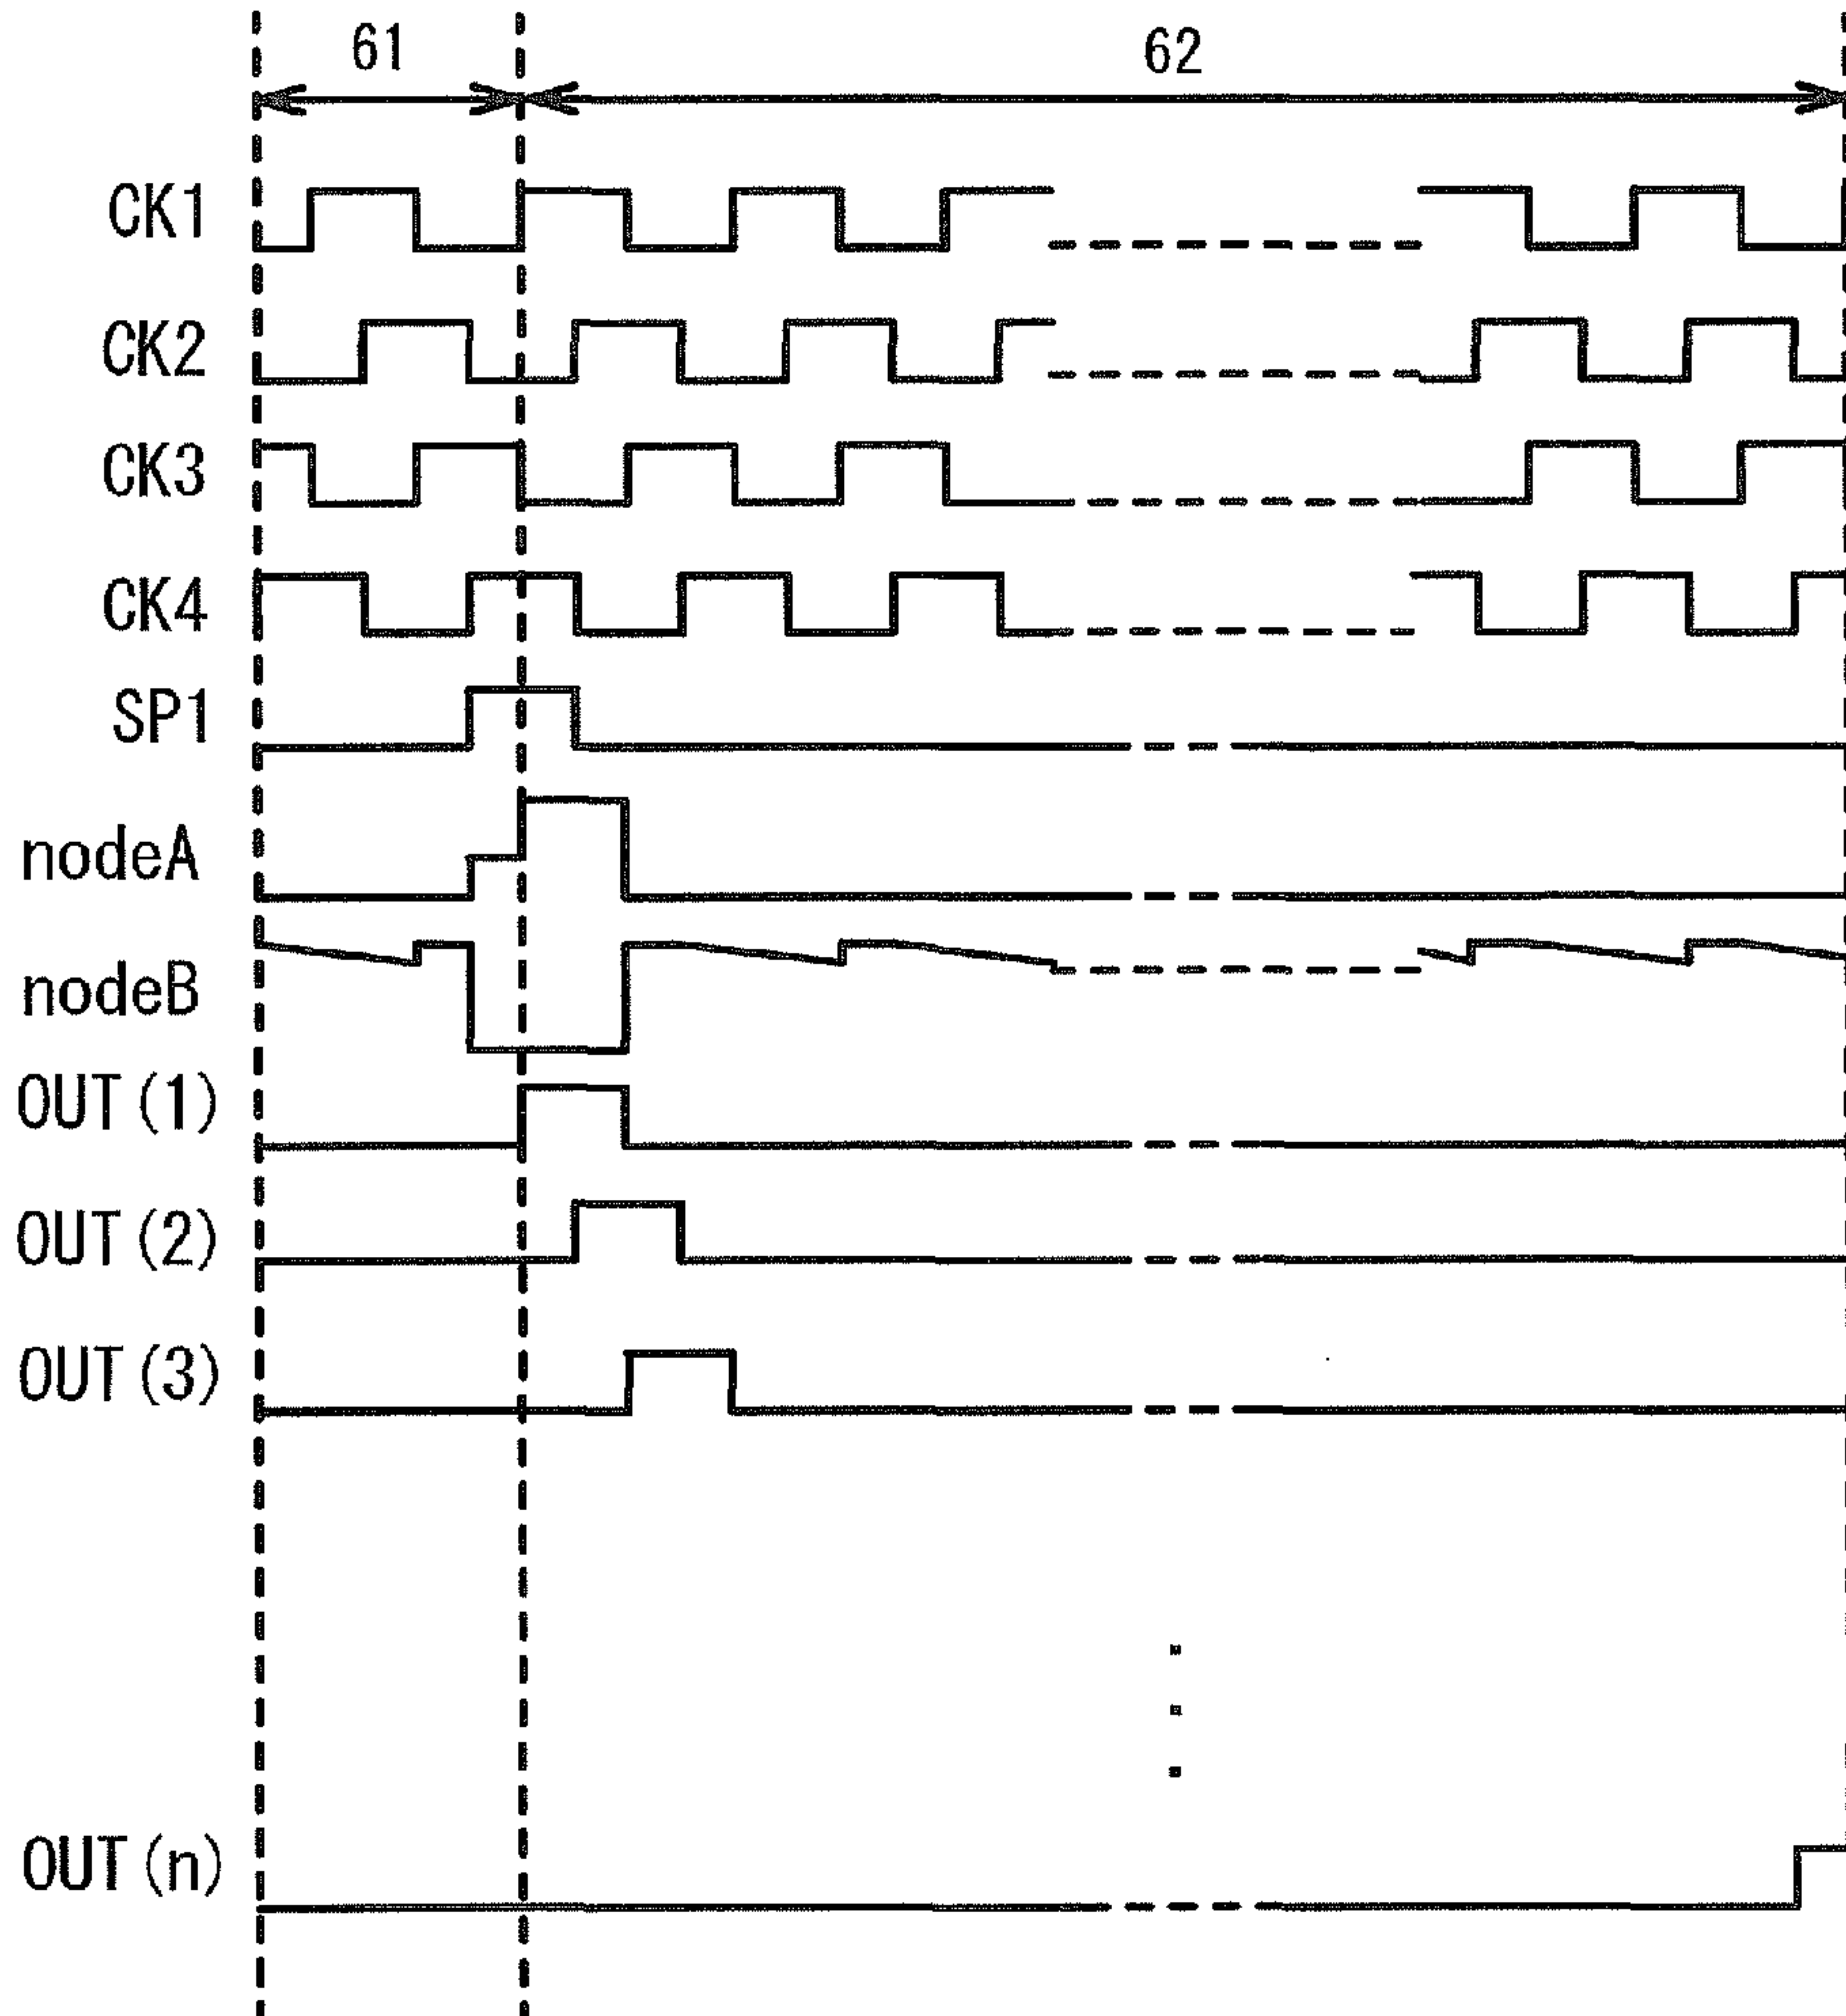 61 62
CK1
CK2
CK3
CK4
SP1
nodeA
nodeB
OUT(1)
OUT(2)
OUT(3)
OUT(n)